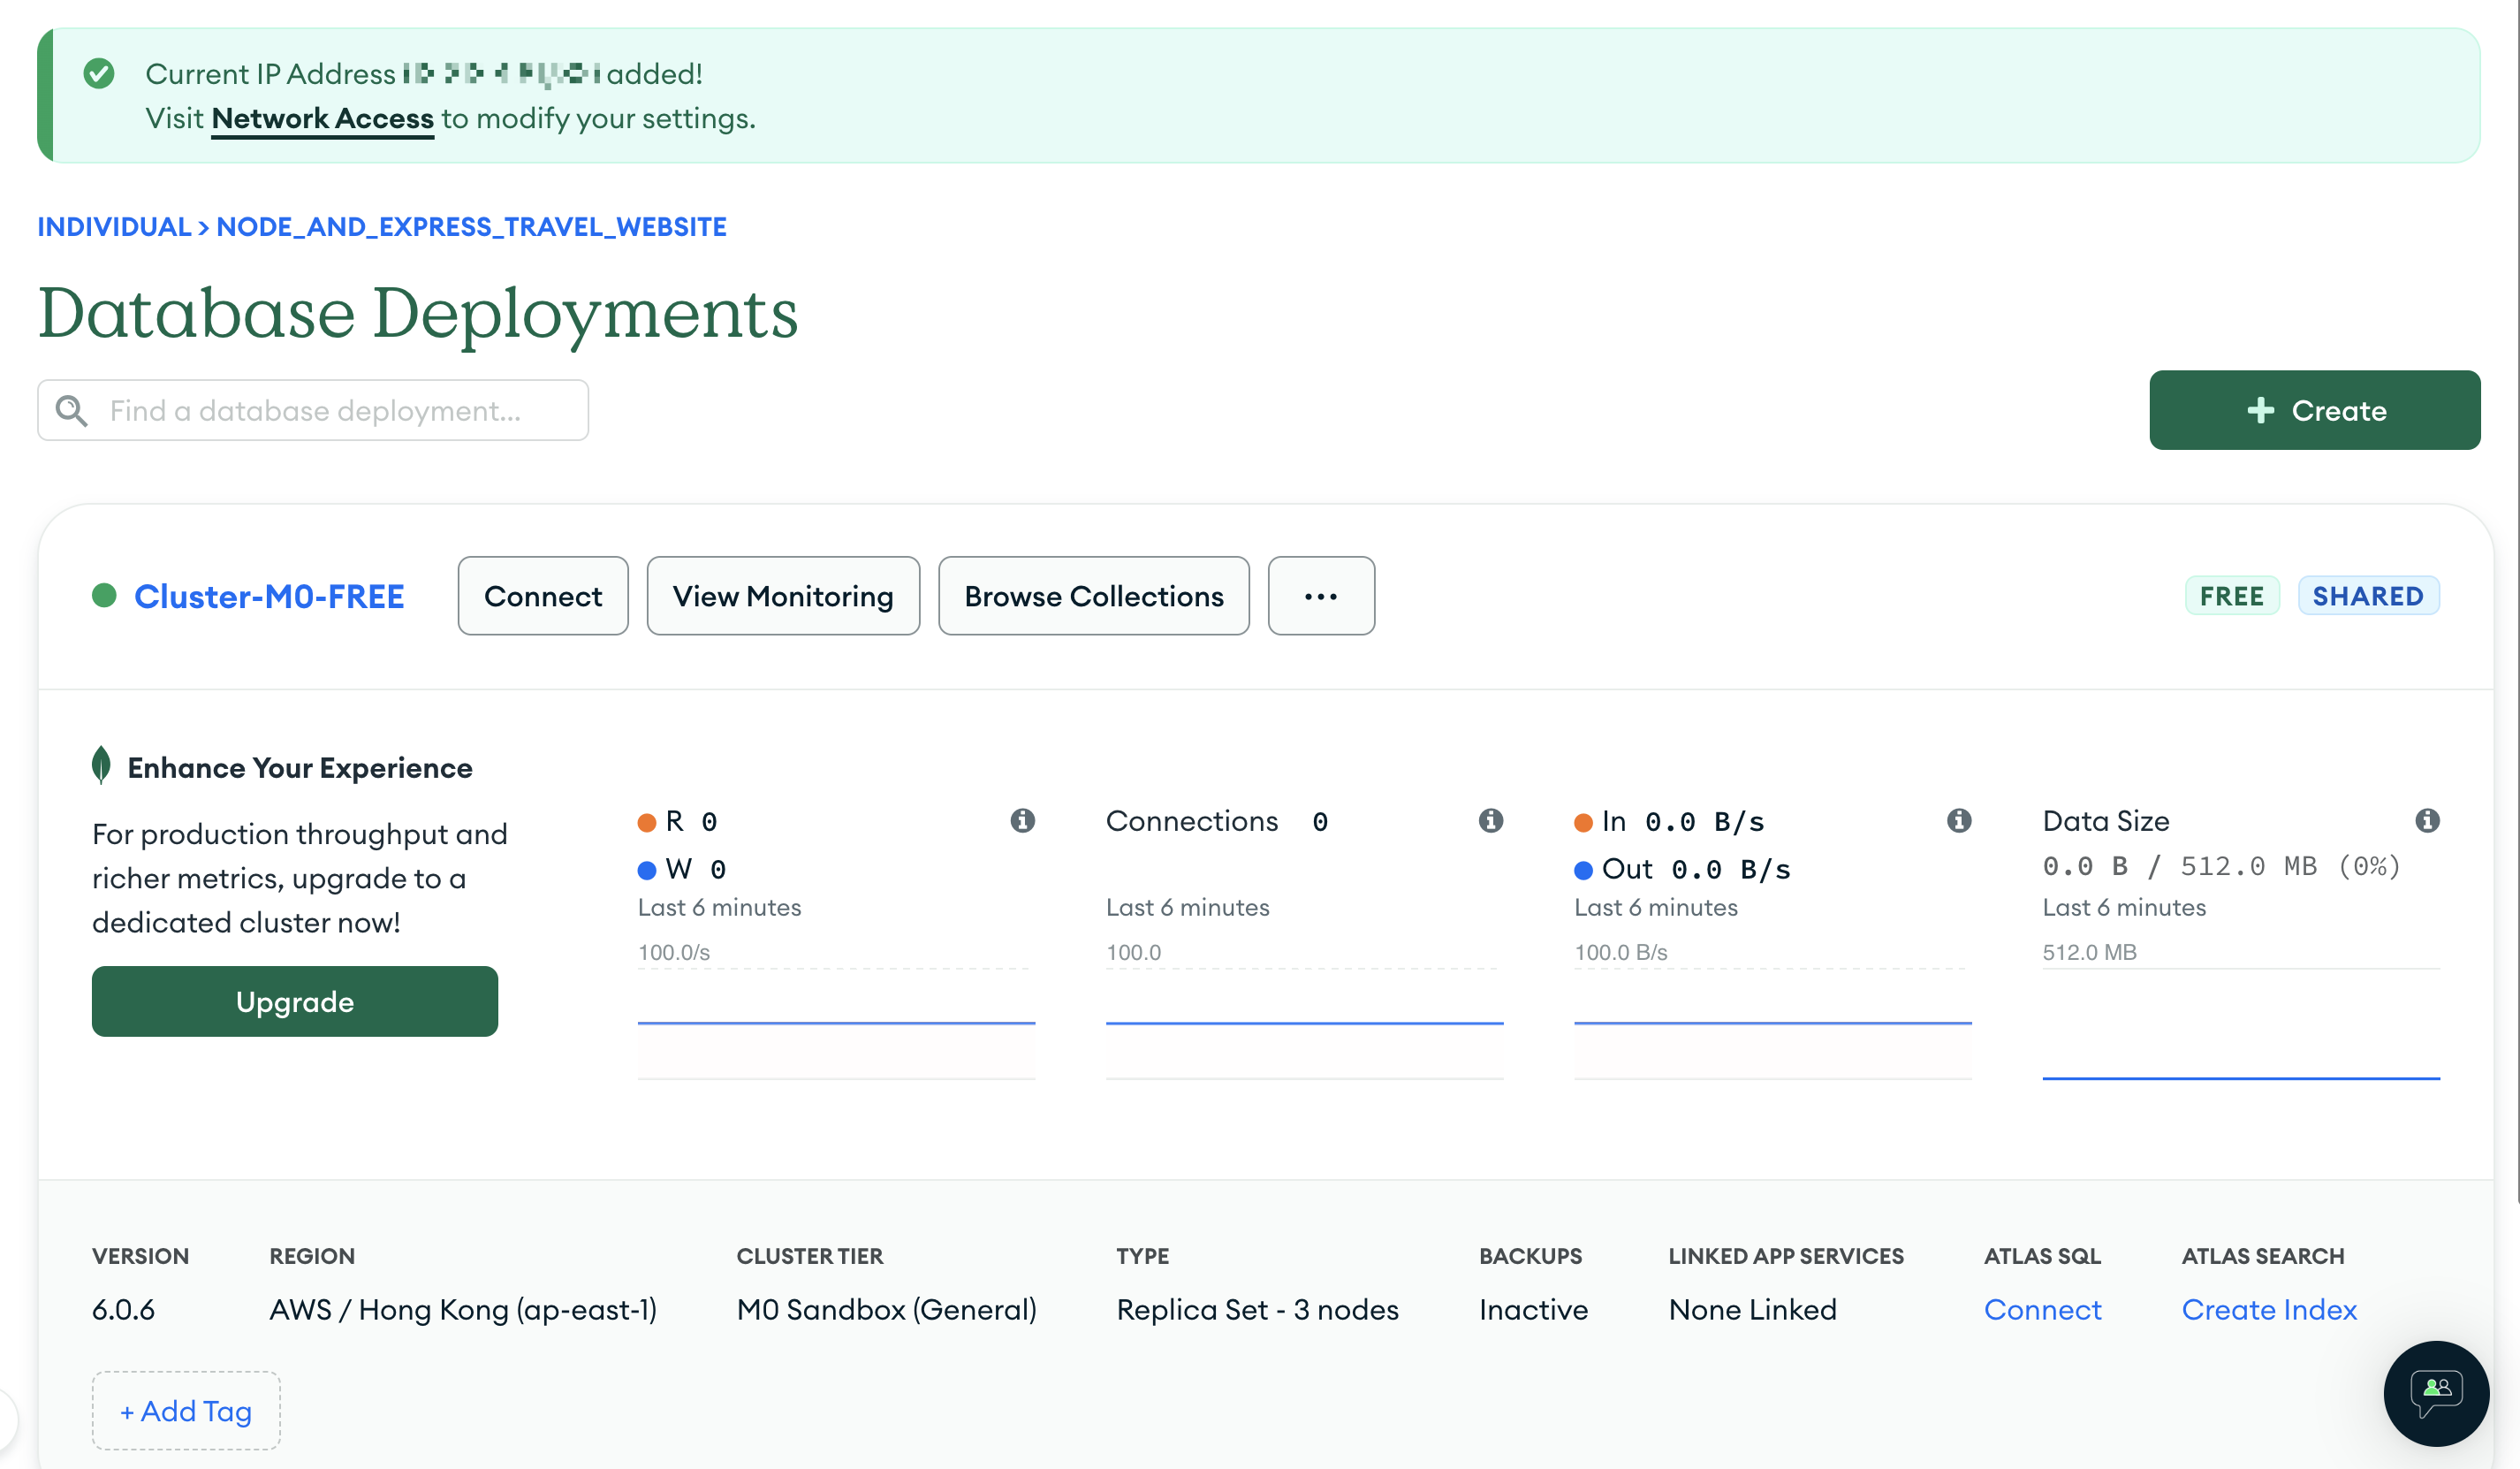 Current IP Address added!
Visit Network Access to modify your settings.
INDIVIDUAL > NODE_AND_EXPRESS_TRAVEL_WEBSITE
Database Deployments
Find a database deployment...
+ Create
Cluster-M0-FREE
Connect
View Monitoring
Browse Collections
...
FREE
SHARED
Enhance Your Experience
For production throughput and
richer metrics, upgrade to a
dedicated cluster now!
Upgrade
R 0
W 0
Last 6 minutes
100.0/s
Connections 0
Last 6 minutes
100.0
In 0.0 B/s
Out 0.0 B/s
Last 6 minutes
100.0 B/s
Data Size
0.0 B / 512.0 MB (0%)
Last 6 minutes
512.0 MB
VERSION
6.0.6
REGION
AWS / Hong Kong (ap-east-1)
CLUSTER TIER
M0 Sandbox (General)
TYPE
Replica Set - 3 nodes
BACKUPS
Inactive
LINKED APP SERVICES
None Linked
ATLAS SQL
Connect
ATLAS SEARCH
Create Index
+ Add Tag